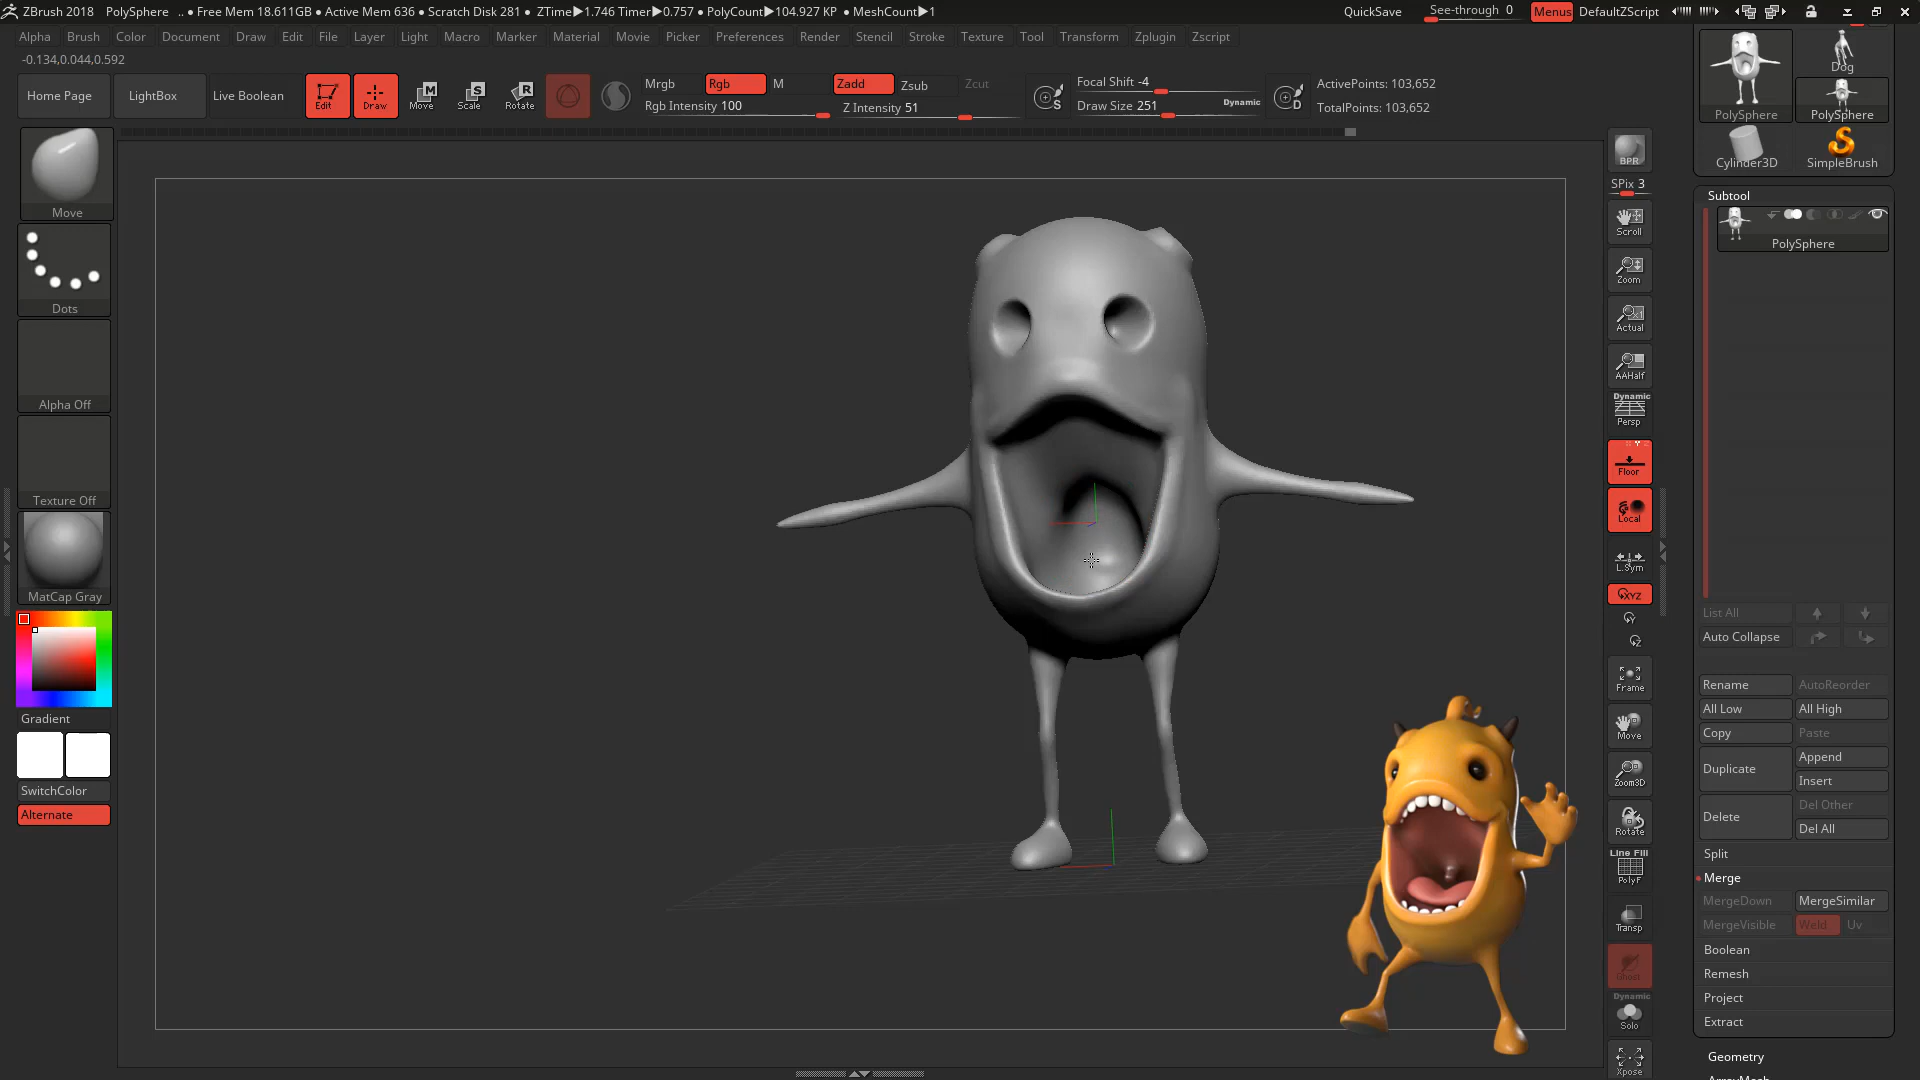 ZBrush 2018 PolySphere .. • Free Mem 18.611GB • Active Mem 636 • Scratch Disk 281 • ZTime▶1.746 Timer▶0.757 • PolyCount▶104.927 KP • MeshCount▶1 QuickSave See-through 0 Menus DefaultZScript
Alpha Brush Color Document Draw Edit File Layer Light Macro Marker Material Movie Picker Preferences Render Stencil Stroke Texture Tool Transform Zplugin Zscript
-0.134,0.044,0.592
Home Page LightBox Live Boolean Edit Draw Move Scale Rotate
Mrgb Rgb M Zadd Zsub Zcut
Rgb Intensity 100 Z Intensity 51
S Focal Shift -4
Draw Size 251 Dynamic
D ActivePoints: 103,652
TotalPoints: 103,652
Move
Dots
Alpha Off
Texture Off
MatCap Gray
Gradient
SwitchColor
Alternate
BPR
SPix 3
Scroll
Zoom
Actual
AAHalf
Dynamic
Persp
Floor
Local
L.Sym
XYZ
Y
Z
Frame
Move
Zoom3D
Rotate
Line Fill
PolyF
Transp
Ghost
Dynamic
Solo
Xpose
Dog
PolySphere PolySphere
Cylinder3D SimpleBrush
Subtool
PolySphere
List All
Auto Collapse
Rename AutoReorder
All Low All High
Copy Paste
Duplicate Append
Insert
Delete Del Other
Del All
Split
Merge
MergeDown MergeSimilar
MergeVisible Weld Uv
Boolean
Remesh
Project
Extract
Geometry